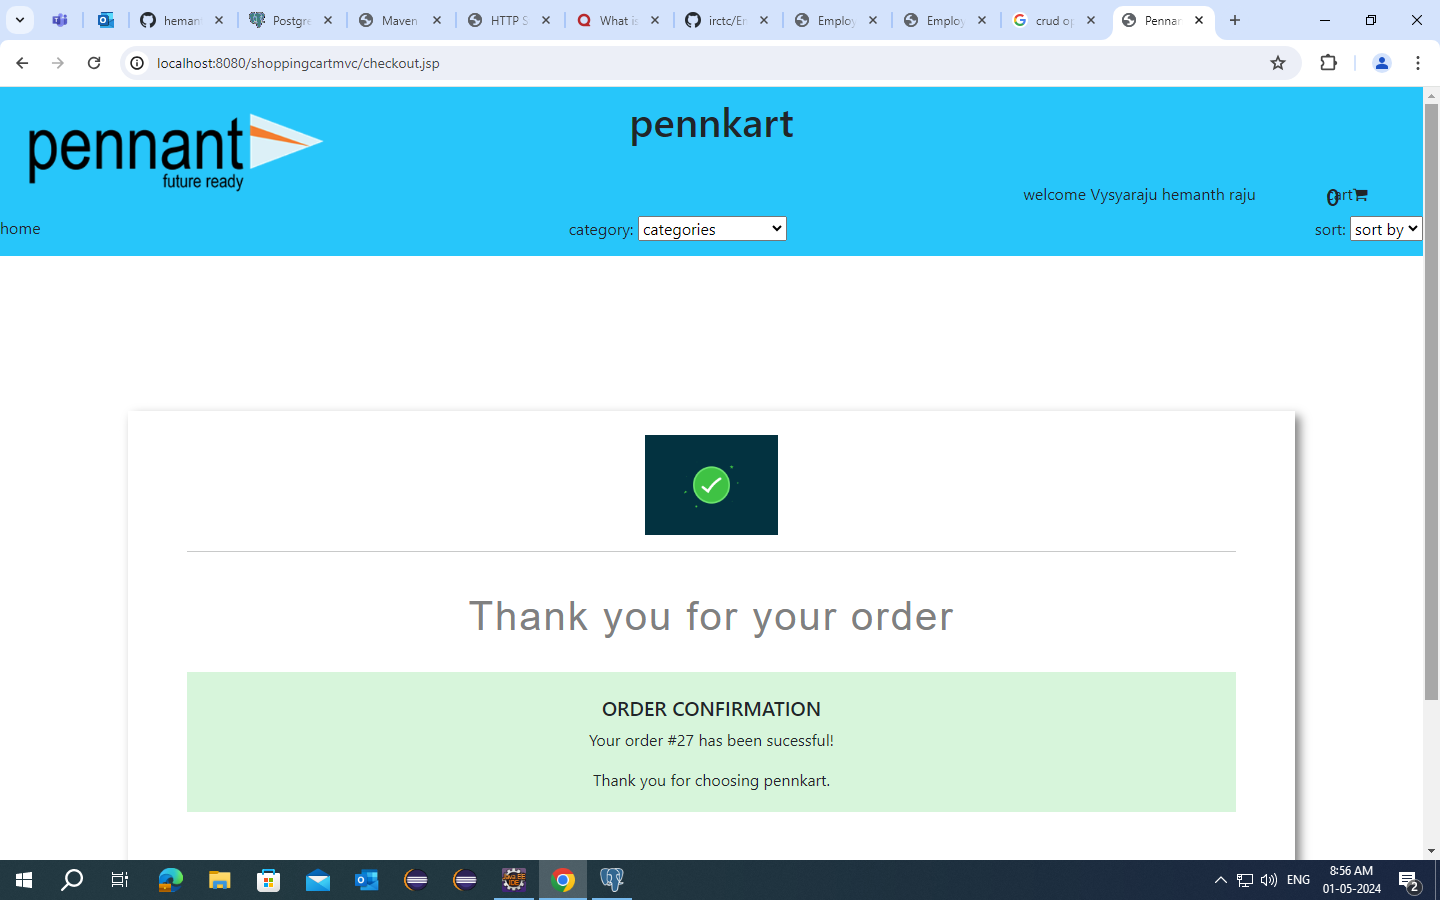 heman
Postgre
Maven
HTTP S
What is
irctc/Em
Employ
Employ
crud op
Pennan
localhost:8080/shoppingcartmvc/checkout.jsp
pennant
future ready
pennkart
welcome Vysyaraju hemanth raju
cart
0
home
category: categories
sort: sort by
Thank you for your order
ORDER CONFIRMATION
Your order #27 has been sucessful!
Thank you for choosing pennkart.
ENG
8:56 AM
01-05-2024
2